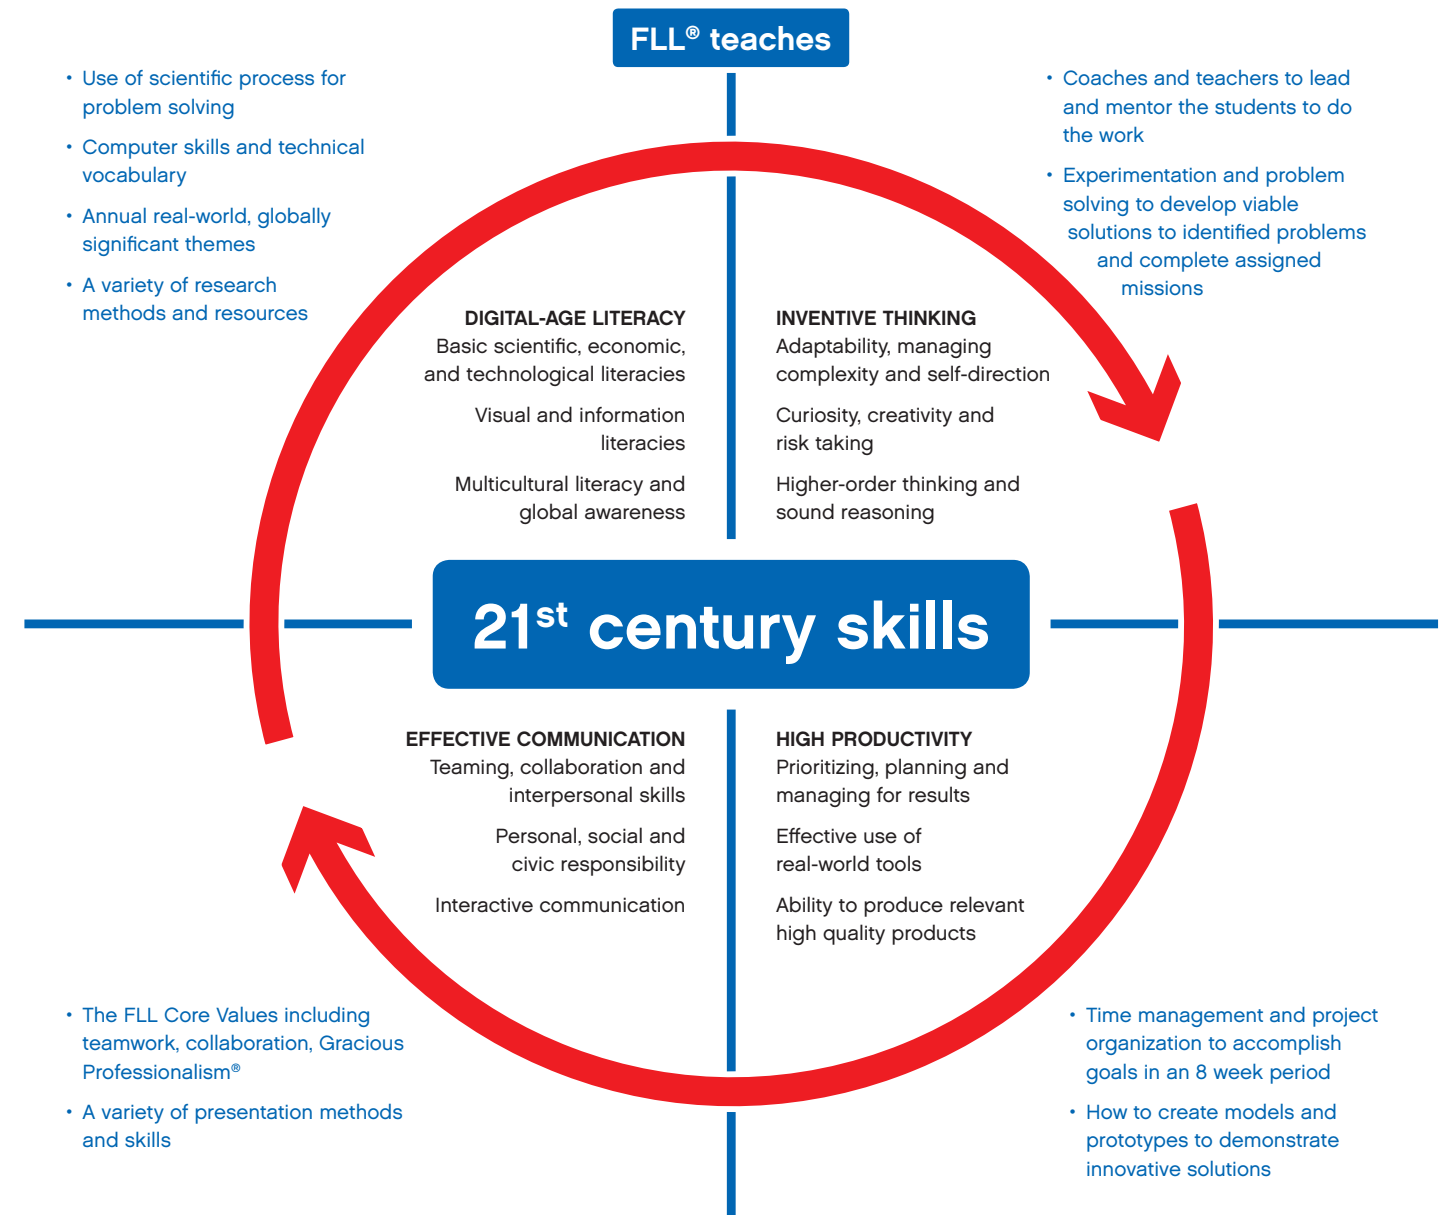 FLL® teaches
• Use of scientific process for
problem solving
• Computer skills and technical
vocabulary
• Annual real-world, globally
significant themes
• A variety of research
methods and resources
• Coaches and teachers to lead
and mentor the students to do
the work
• Experimentation and problem
solving to develop viable
solutions to identified problems
and complete assigned
missions
DIGITAL-AGE LITERACY
Basic scientific, economic,
and technological literacies
Visual and information
literacies
Multicultural literacy and
global awareness
INVENTIVE THINKING
Adaptability, managing
complexity and self-direction
Curiosity, creativity and
risk taking
Higher-order thinking and
sound reasoning
21st century skills
EFFECTIVE COMMUNICATION
Teaming, collaboration and
interpersonal skills
Personal, social and
civic responsibility
Interactive communication
HIGH PRODUCTIVITY
Prioritizing, planning and
managing for results
Effective use of
real-world tools
Ability to produce relevant
high quality products
• The FLL Core Values including
teamwork, collaboration, Gracious
Professionalism®
• A variety of presentation methods
and skills
• Time management and project
organization to accomplish
goals in an 8 week period
• How to create models and
prototypes to demonstrate
innovative solutions